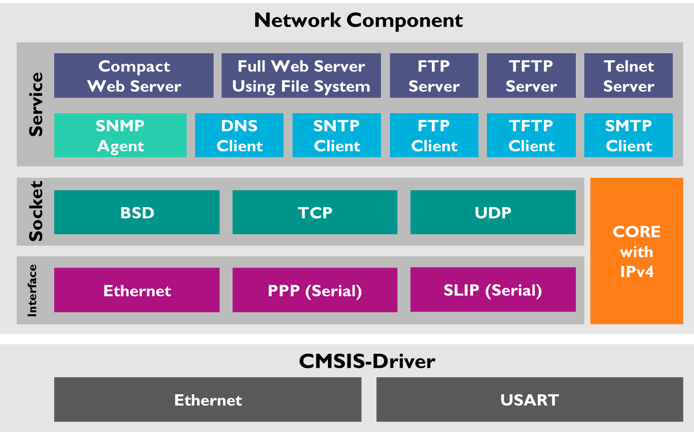 Network Component
Service
Compact
Web Server
Full Web Server
Using File System
FTP
Server
TFTP
Server
Telnet
Server
SNMP
Agent
DNS
Client
SNTP
Client
FTP
Client
TFTP
Client
SMTP
Client
Socket
BSD
TCP
UDP
CORE
with
IPv4
Interface
Ethernet
PPP (Serial)
SLIP (Serial)
CMSIS-Driver
Ethernet
USART